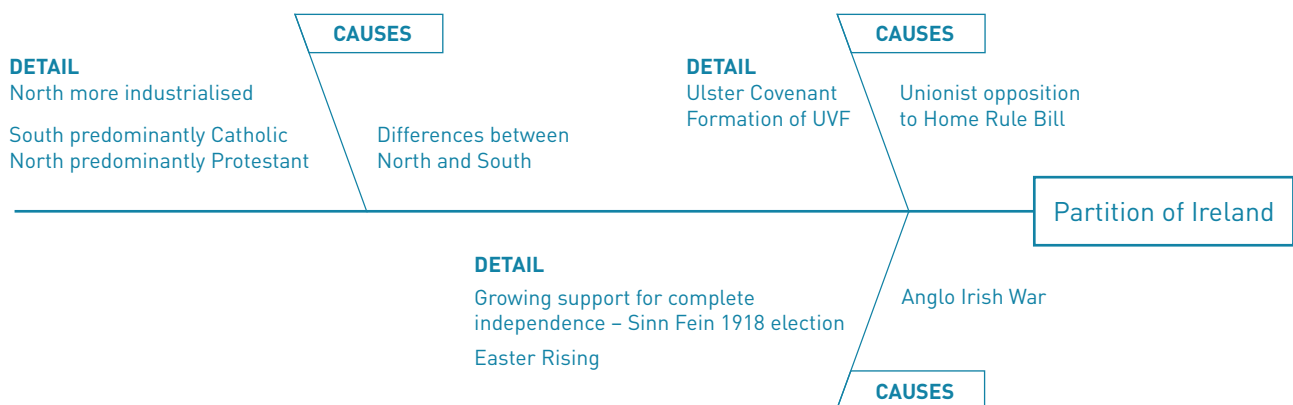 CAUSES
DETAIL
North more industrialised
South predominantly Catholic
North predominantly Protestant
Differences between
North and South
CAUSES
DETAIL
Ulster Covenant
Formation of UVF
Unionist opposition
to Home Rule Bill
Partition of Ireland
DETAIL
Growing support for complete
independence – Sinn Fein 1918 election
Easter Rising
Anglo Irish War
CAUSES